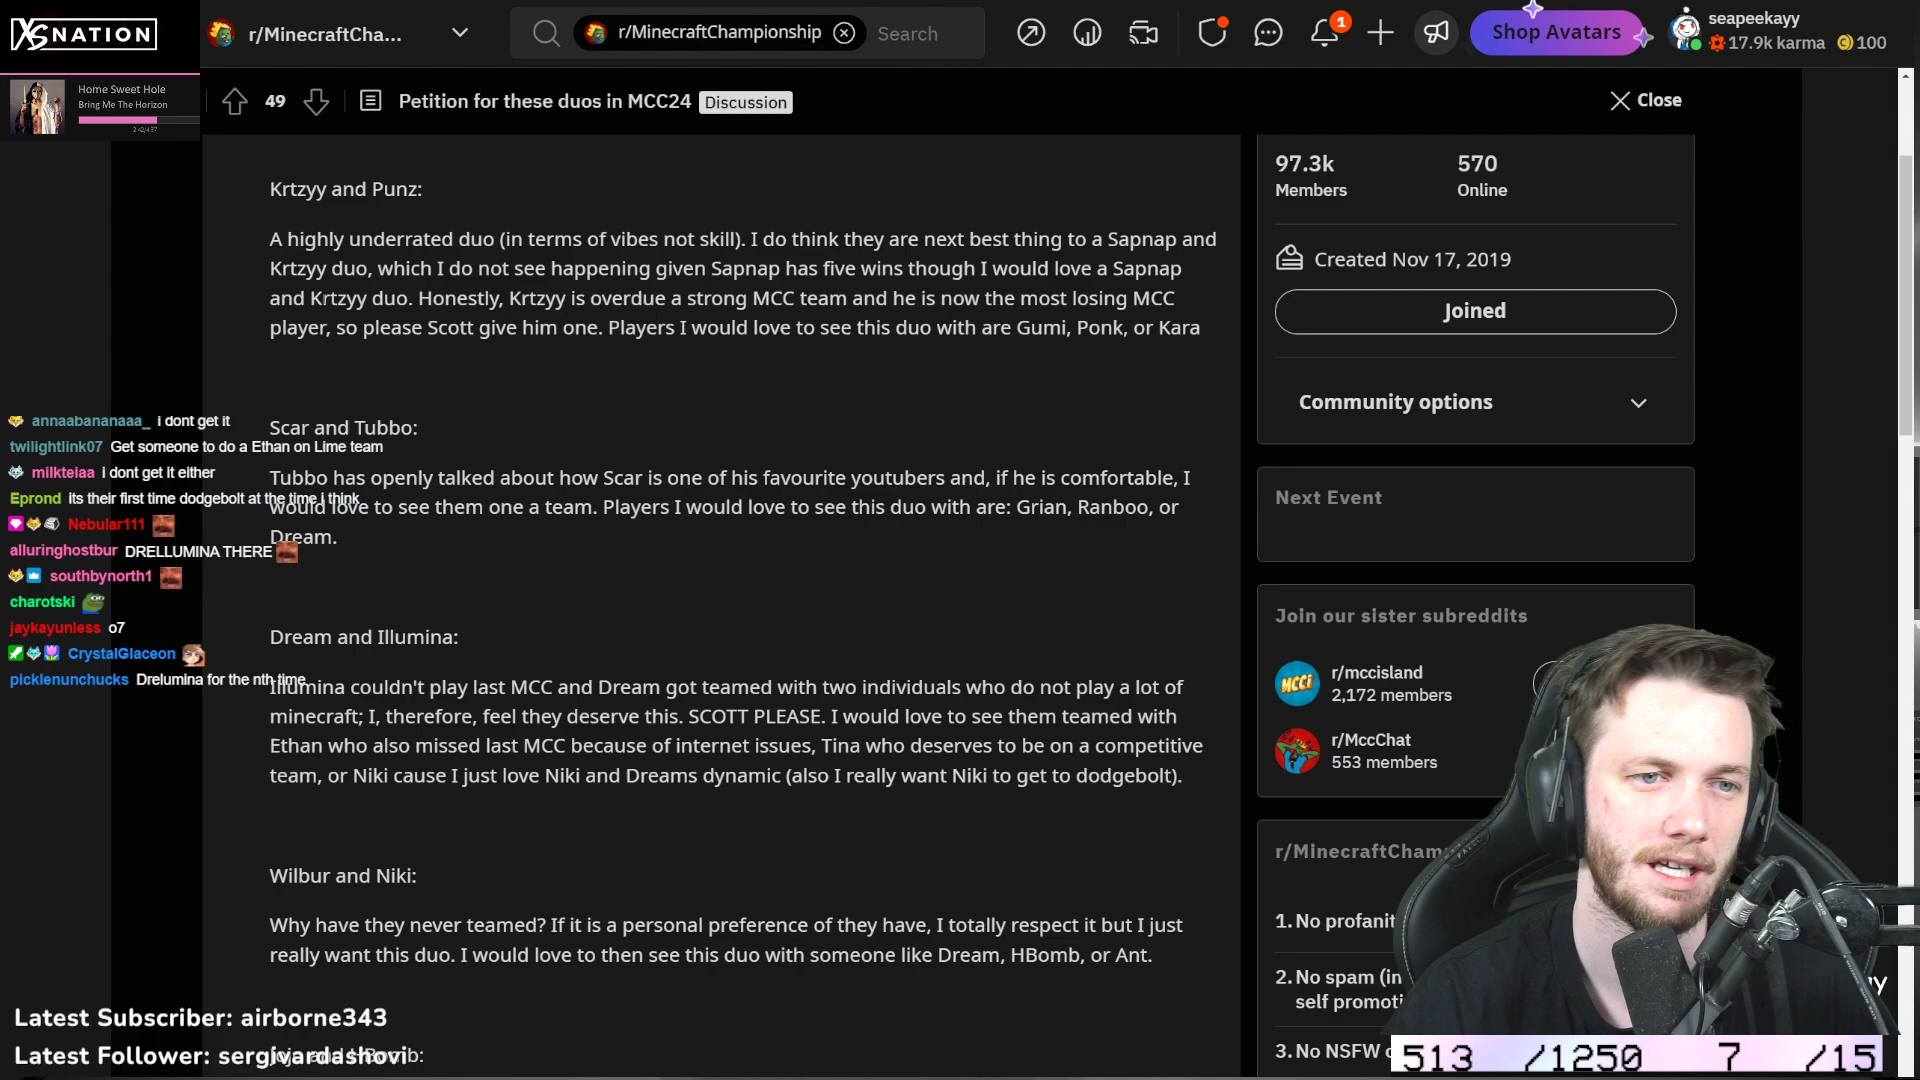 XSNATION
r/MinecraftCha...
r/MinecraftChampionship
Search
1
Shop Avatars
seapeekayy
17.9k karma
100
Home Sweet Hole
Bring Me The Horizon
49
Petition for these duos in MCC24
Discussion
Close
Krtzyy and Punz:
A highly underrated duo (in terms of vibes not skill). I do think they are next best thing to a Sapnap and
Krtzyy duo, which I do not see happening given Sapnap has five wins though I would love a Sapnap
and Krtzyy duo. Honestly, Krtzyy is overdue a strong MCC team and he is now the most losing MCC
player, so please Scott give him one. Players I would love to see this duo with are Gumi, Ponk, or Kara
Scar and Tubbo:
Tubbo has openly talked about how Scar is one of his favourite youtubers and, if he is comfortable, I
would love to see them one a team. Players I would love to see this duo with are: Grian, Ranboo, or
Dream.
Dream and Illumina:
Illumina couldn't play last MCC and Dream got teamed with two individuals who do not play a lot of
minecraft; I, therefore, feel they deserve this. SCOTT PLEASE. I would love to see them teamed with
Ethan who also missed last MCC because of internet issues, Tina who deserves to be on a competitive
team, or Niki cause I just love Niki and Dreams dynamic (also I really want Niki to get to dodgebolt).
Wilbur and Niki:
Why have they never teamed? If it is a personal preference of they have, I totally respect it but I just
really want this duo. I would love to then see this duo with someone like Dream, HBomb, or Ant.
annaabananaaa_ i dont get it
twilightlink07 Get someone to do a Ethan on Lime team
milkteiaa i dont get it either
Eprond its their first time dodgebolt at the time i think
Nebular111
alluringhostbur DRELLUMINA THERE
southbynorth1
charotski
jaykayunless o7
CrystalGlaceon
picklenunchucks Drelumina for the nth time
Latest Subscriber: airborne343
Latest Follower: sergivardashovi
97.3k
Members
570
Online
Created Nov 17, 2019
Joined
Community options
Next Event
Join our sister subreddits
MCCi
r/mccisland
2,172 members
r/MccChat
553 members
r/MinecraftCham
1. No profanit
2. No spam (in
self promoti
3. No NSFW
513 /1250 7 /15